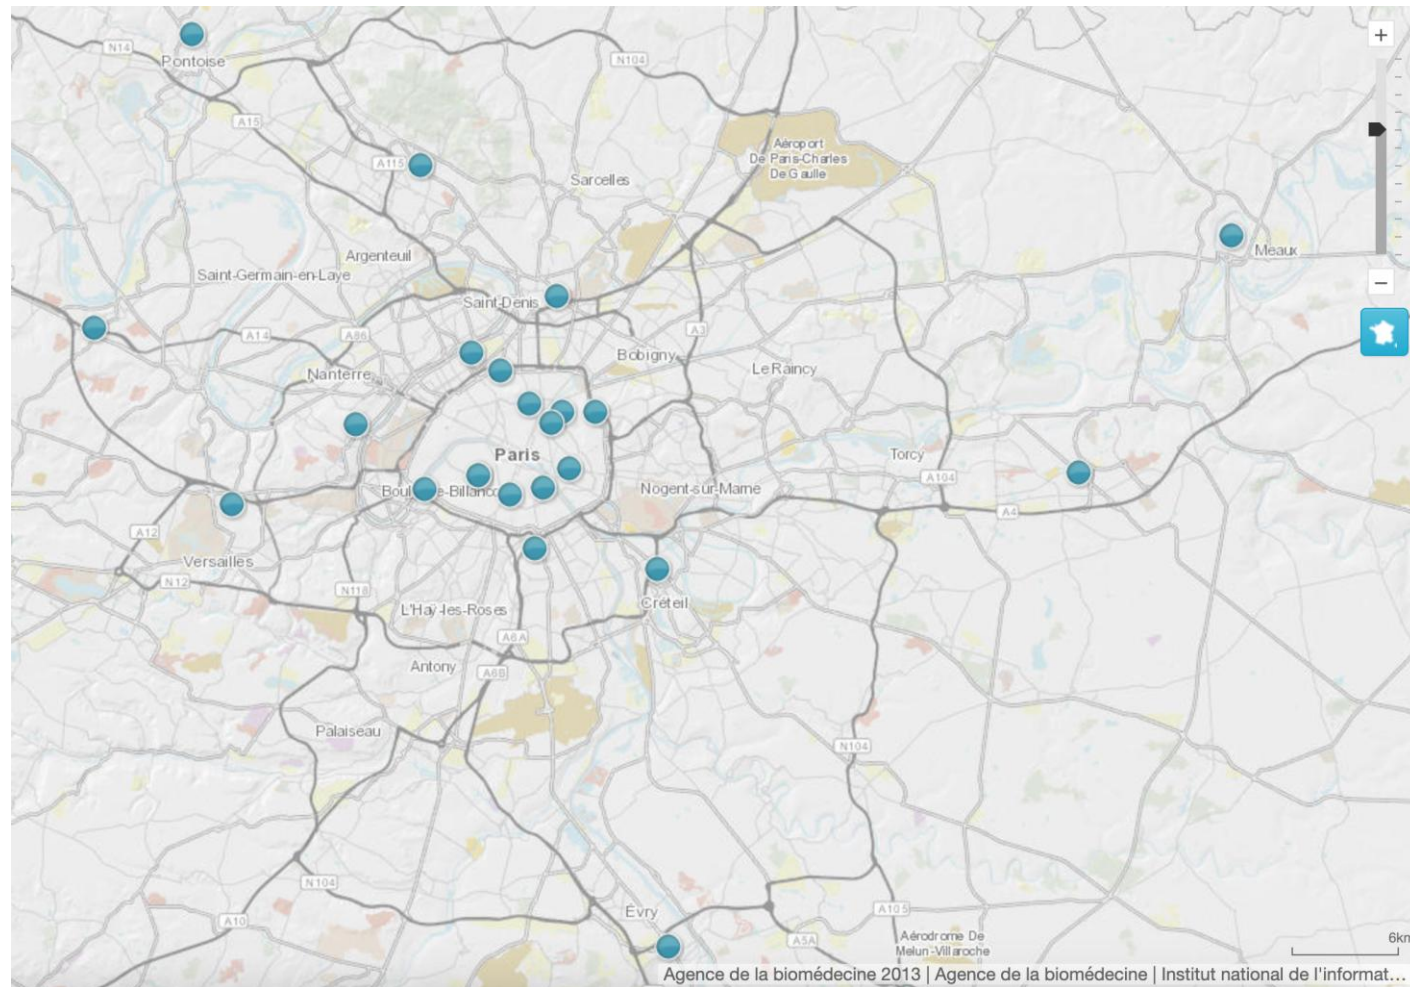 N14
Pontoise
N104
+
A15
Aéroport
De Paris-Charles
De Gaulle
A115
Sarcelles
Argenteuil
Meaux
Saint-Germain-en-Laye
−
Saint-Denis
A14
A86
A3
Bobigny
Le Raincy
Nanterre
Paris
Torcy
A104
Nogent-sur-Marne
A4
A12
Versailles
N12
N118
L'Haÿ-les-Roses
Créteil
A6A
Antony
A6B
Palaiseau
N104
N104
A10
Évry
A105
A5A
Aérodrome De
Melun-Villaroche
Agence de la biomédecine 2013 | Agence de la biomédecine | Institut national de l'informat...